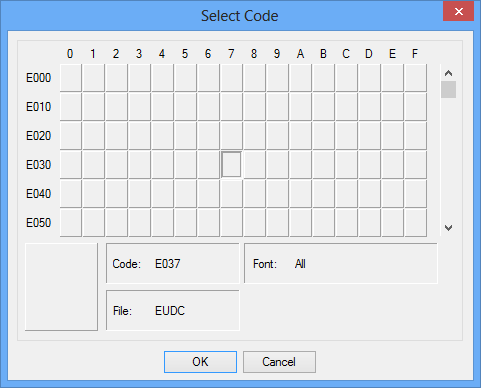 Select Code
0 1 2 3 4 5 6 7 8 9 A B C D E F
E000
E010
E020
E030
E040
E050
Code: E037 Font: All
File: EUDC
OK Cancel